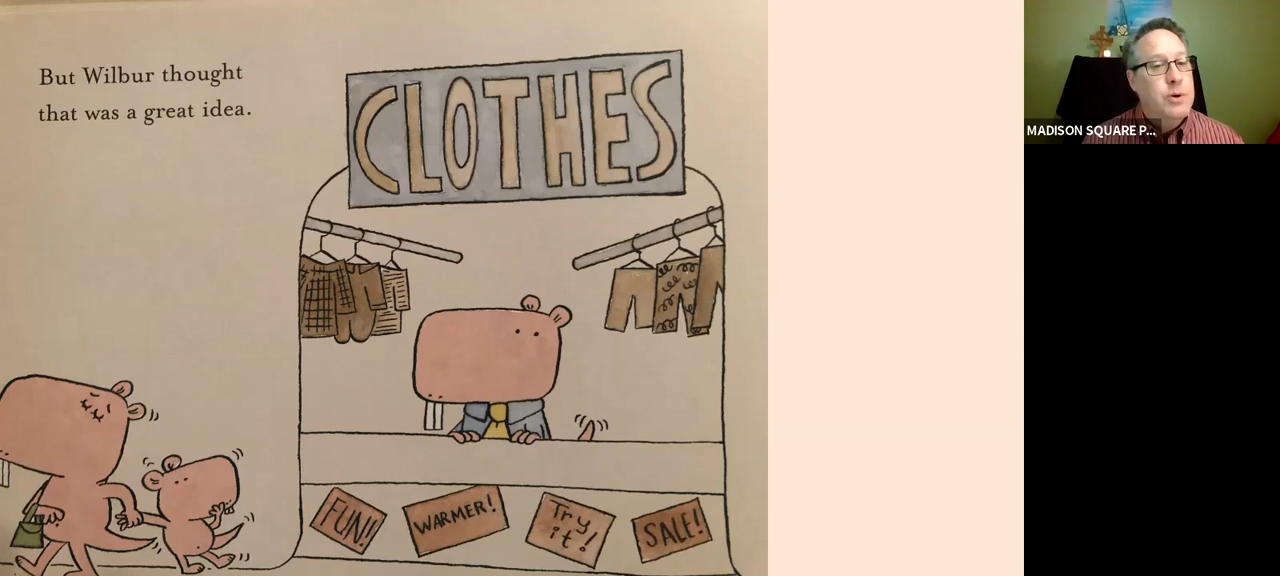 But Wilbur thought
that was a great idea.
CLOTHES
FUN!!
WARMER!
Try
it!
SALE!
MADISON SQUARE P...